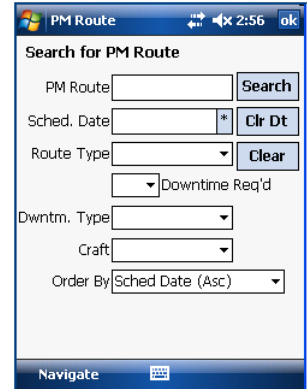 PM Route 2:56 ok
Search for PM Route
PM Route Search
Sched. Date * Clr Dt
Route Type Clear
Downtime Req'd
Dwntm. Type
Craft
Order By Sched Date (Asc)
Navigate